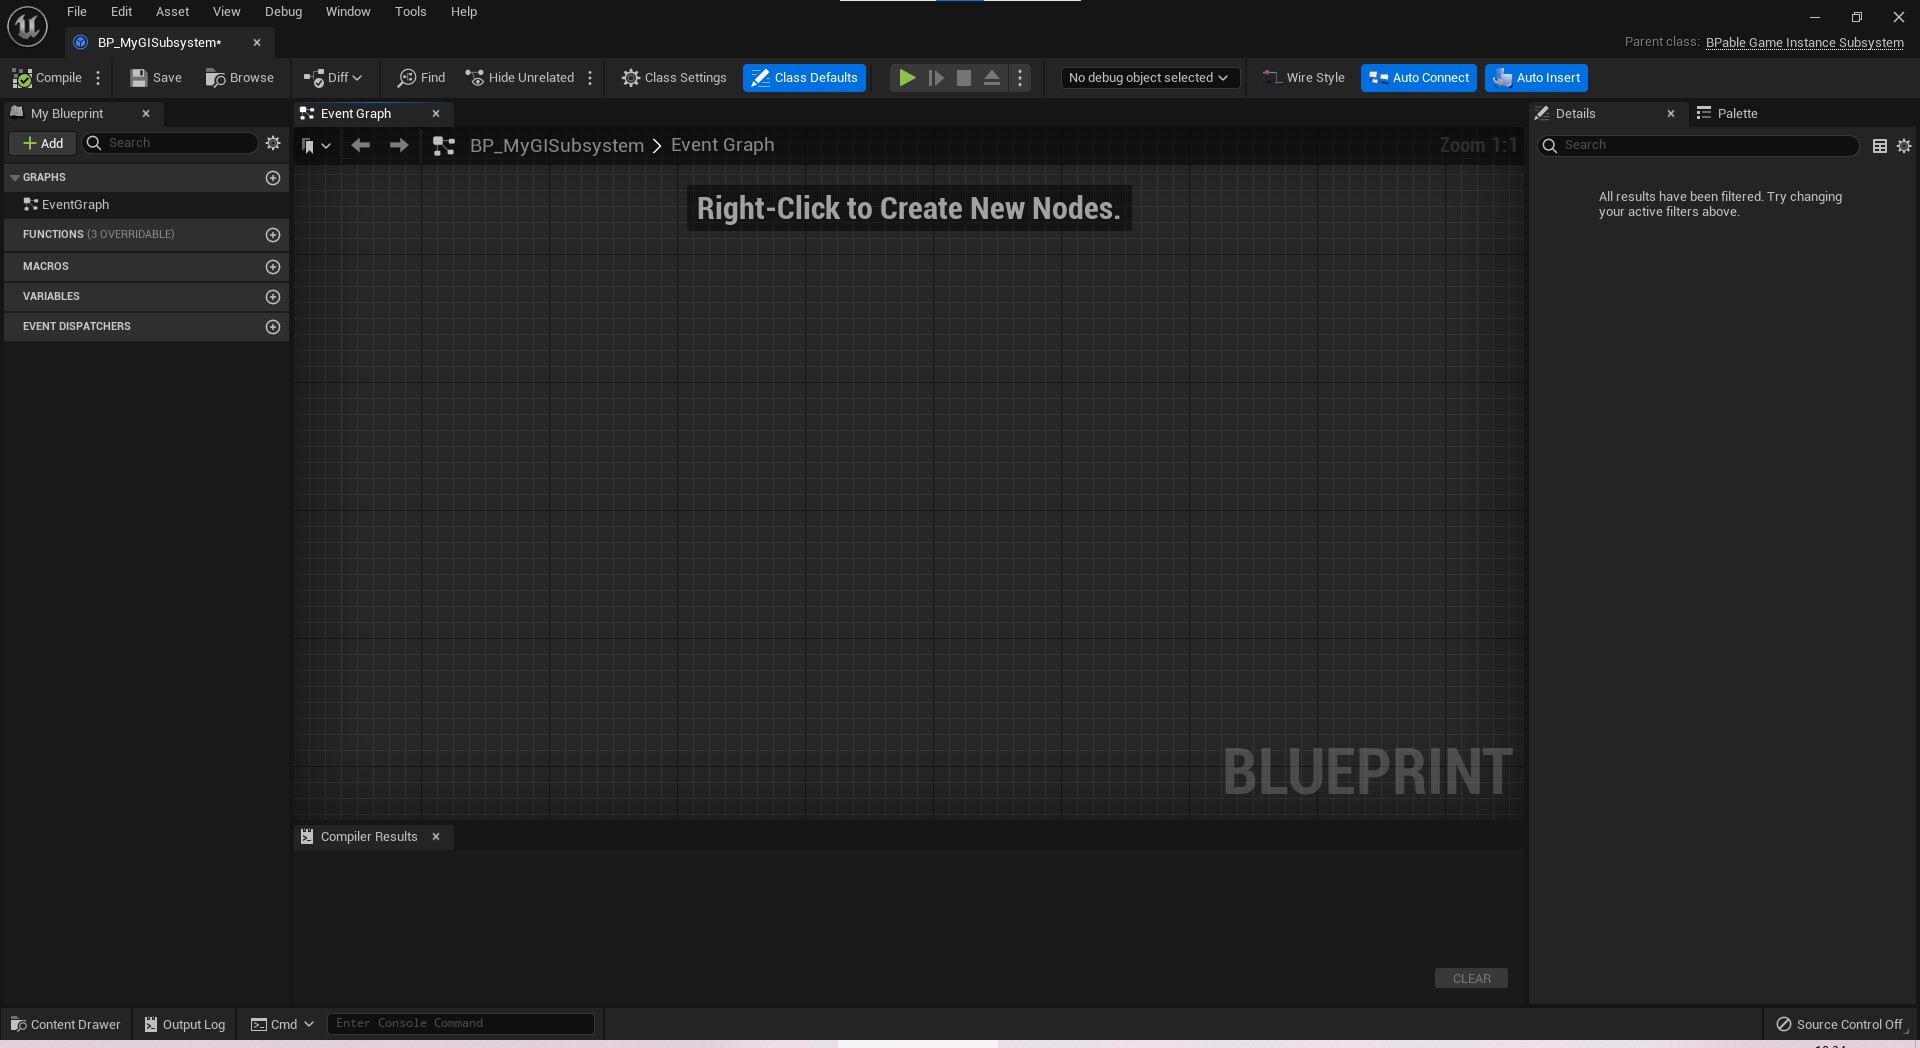 File Edit Asset View Debug Window Tools Help
BP_MyGISubsystem*
Parent class: BPable Game Instance Subsystem
Compile Save Browse Diff Find Hide Unrelated Class Settings Class Defaults No debug object selected Wire Style Auto Connect Auto Insert
My Blueprint
Event Graph
Details Palette
Add Search
BP_MyGISubsystem > Event Graph Zoom 1:1
Search
GRAPHS
EventGraph
FUNCTIONS (3 OVERRIDABLE)
MACROS
VARIABLES
EVENT DISPATCHERS
Right-Click to Create New Nodes.
All results have been filtered. Try changing
your active filters above.
BLUEPRINT
Compiler Results
CLEAR
Content Drawer Output Log Cmd Enter Console Command Source Control Off